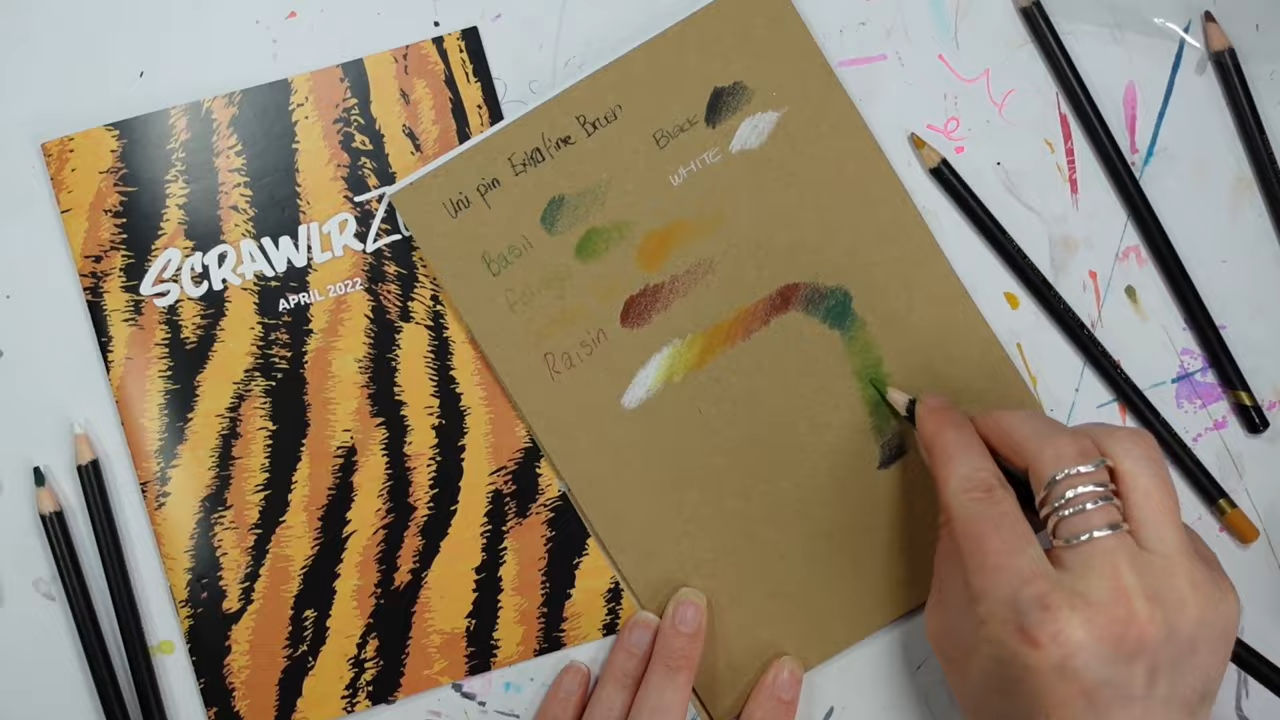 SCRAWLRZ
APRIL 2022
Uni pin Extra fine Brush
Black
WHITE
Basil
Raisin